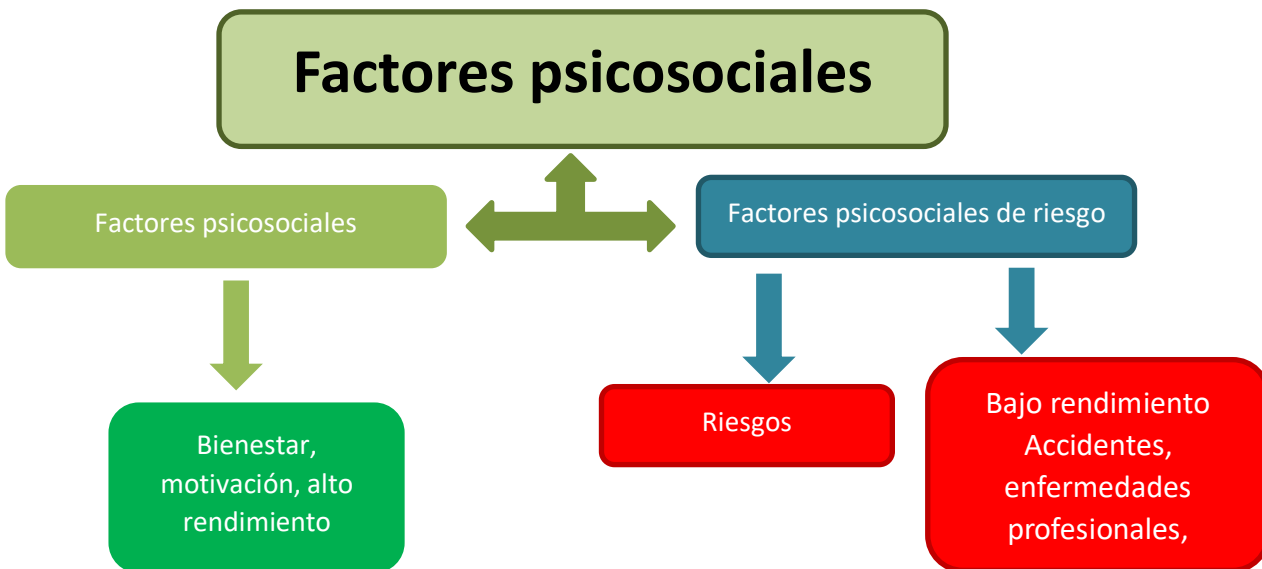 Factores psicosociales
Factores psicosociales
Factores psicosociales de riesgo
Bienestar,
motivación, alto
rendimiento
Riesgos
Bajo rendimiento
Accidentes,
enfermedades
profesionales,